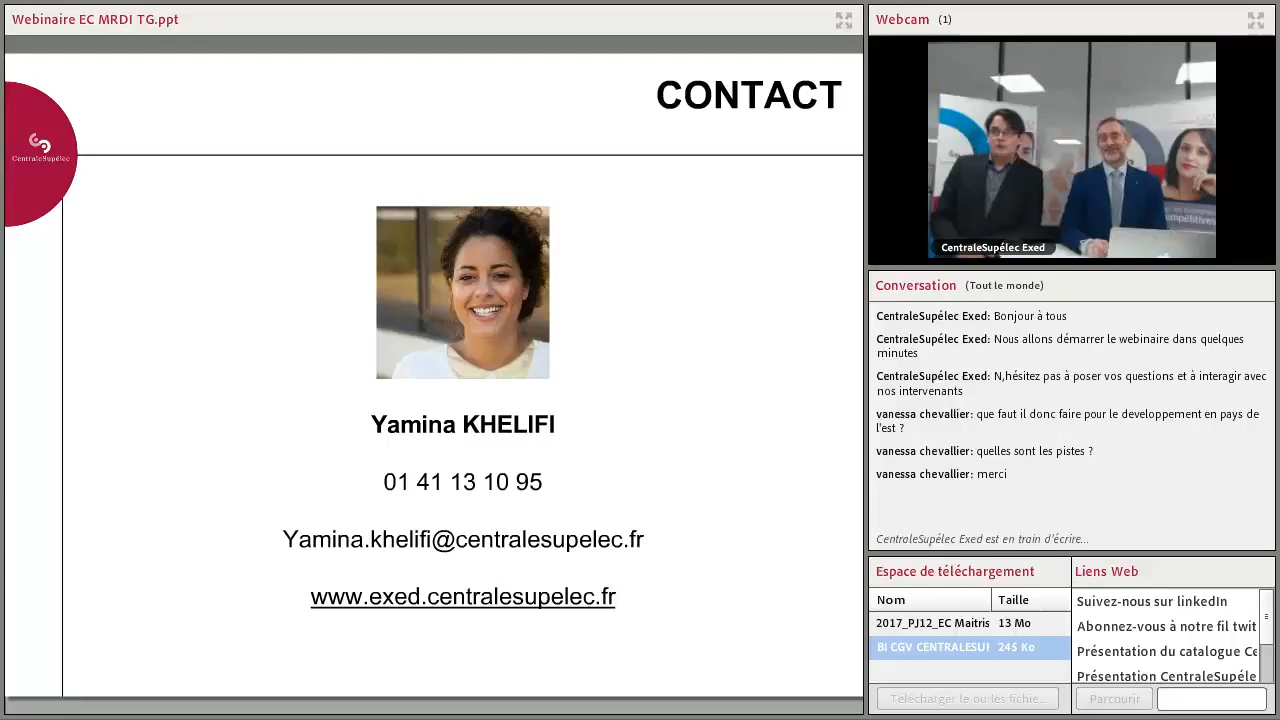 Webinaire EC MRDI TG.ppt
CONTACT
CentraleSupélec
Yamina KHELIFI
01 41 13 10 95
Yamina.khelifi@centralesupelec.fr
www.exed.centralesupelec.fr
Webcam (1)
compétitives
CentraleSupélec Exed
Conversation (Tout le monde)
CentraleSupélec Exed: Bonjour à tous
CentraleSupélec Exed: Nous allons démarrer le webinaire dans quelques
minutes
CentraleSupélec Exed: N,hésitez pas à poser vos questions et à interagir avec
nos intervenants
vanessa chevallier: que faut il donc faire pour le developpement en pays de
l'est ?
vanessa chevallier: quelles sont les pistes ?
vanessa chevallier: merci
CentraleSupélec Exed est en train d'écrire...
Espace de téléchargement
Nom Taille
2017_PJ12_EC Maitris 13 Mo
BI CGV CENTRALESUI 245 Ko
Télécharger le ou les fichie...
Liens Web
Suivez-nous sur linkedIn
Abonnez-vous à notre fil twit
Présentation du catalogue Ce
Présentation CentraleSupéle
Parcourir